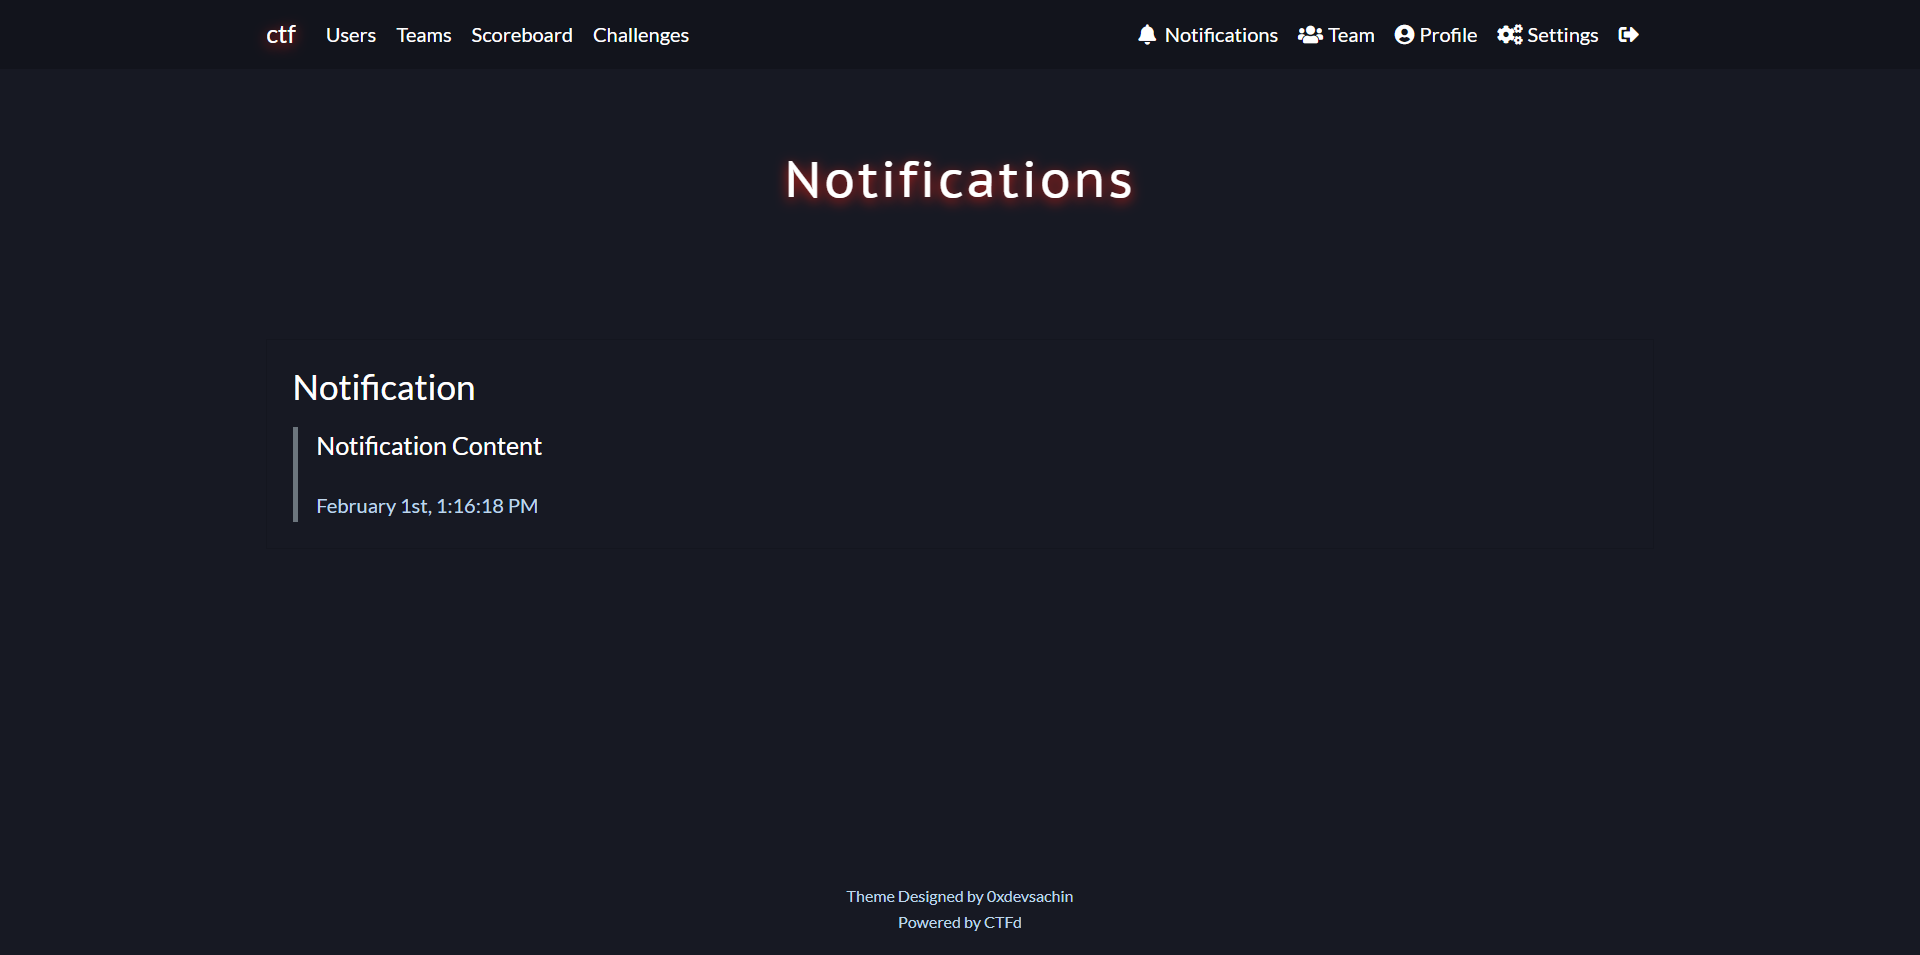 ctf Users Teams Scoreboard Challenges Notifications Team Profile Settings
Notifications
Notification
Notification Content
February 1st, 1:16:18 PM
Theme Designed by 0xdevsachin
Powered by CTFd